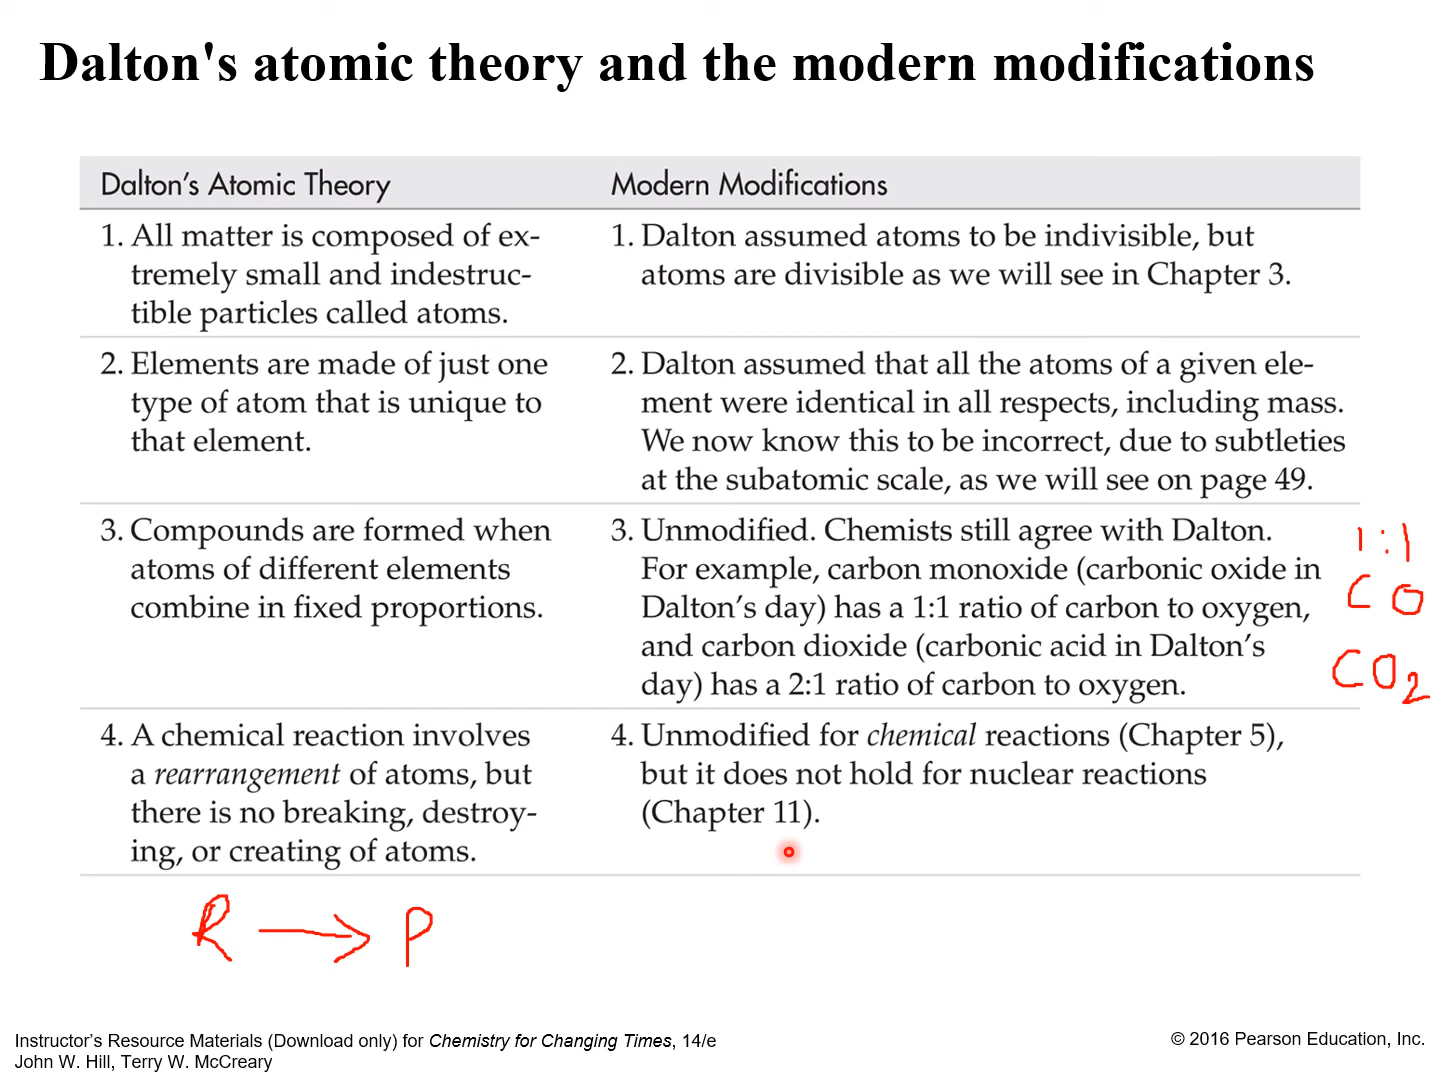 Dalton's atomic theory and the modern modifications
Dalton's Atomic Theory
Modern Modifications
1. All matter is composed of ex-
tremely small and indestruc-
tible particles called atoms.
1. Dalton assumed atoms to be indivisible, but
atoms are divisible as we will see in Chapter 3.
2. Elements are made of just one
type of atom that is unique to
that element.
2. Dalton assumed that all the atoms of a given ele-
ment were identical in all respects, including mass.
We now know this to be incorrect, due to subtleties
at the subatomic scale, as we will see on page 49.
3. Compounds are formed when
atoms of different elements
combine in fixed proportions.
3. Unmodified. Chemists still agree with Dalton.
For example, carbon monoxide (carbonic oxide in
Dalton's day) has a 1:1 ratio of carbon to oxygen,
and carbon dioxide (carbonic acid in Dalton's
day) has a 2:1 ratio of carbon to oxygen.
1:1
CO
CO2
4. A chemical reaction involves
a rearrangement of atoms, but
there is no breaking, destroy-
ing, or creating of atoms.
4. Unmodified for chemical reactions (Chapter 5),
but it does not hold for nuclear reactions
(Chapter 11).
R → P
Instructor's Resource Materials (Download only) for Chemistry for Changing Times, 14/e
John W. Hill, Terry W. McCreary
© 2016 Pearson Education, Inc.